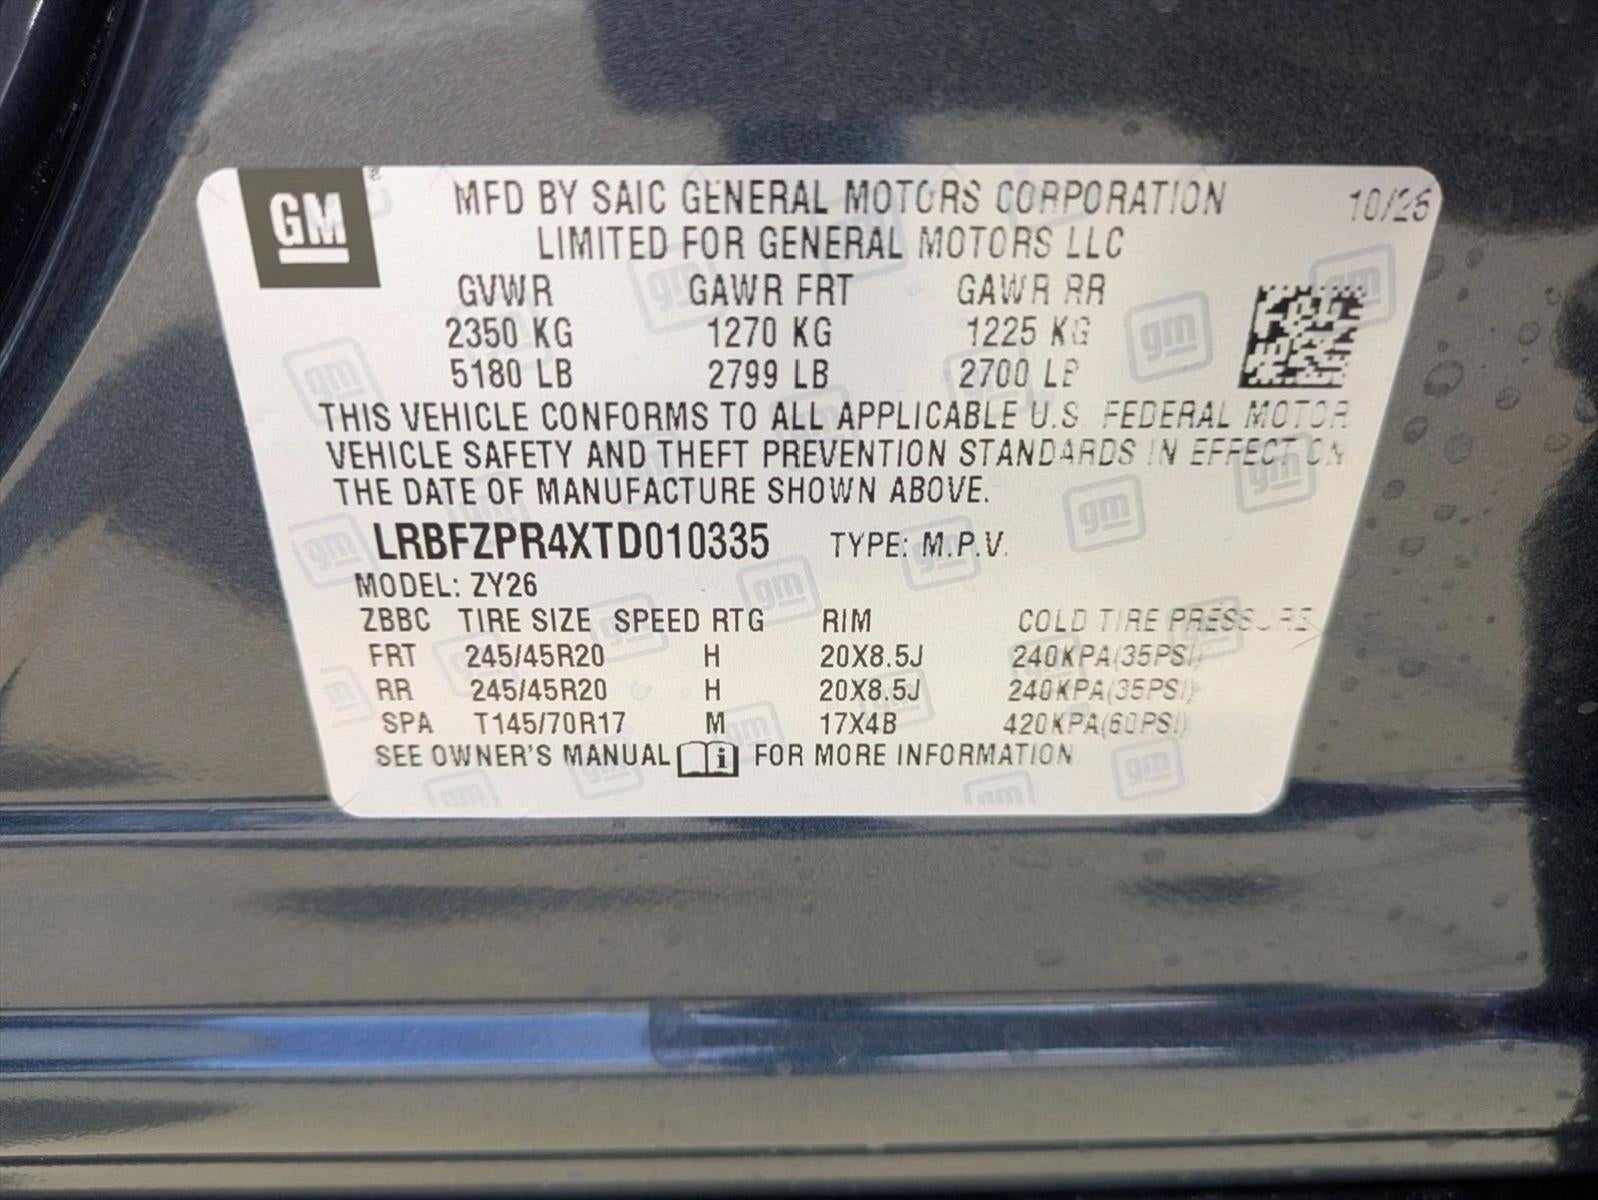 GM
MFD BY SAIC GENERAL MOTORS CORPORATION 10/25
LIMITED FOR GENERAL MOTORS LLC
GVWR GAWR FRT GAWR RR
2350 KG 1270 KG 1225 KG
5180 LB 2799 LB 2700 LB
THIS VEHICLE CONFORMS TO ALL APPLICABLE U.S. FEDERAL MOTOR
VEHICLE SAFETY AND THEFT PREVENTION STANDARDS IN EFFECT ON
THE DATE OF MANUFACTURE SHOWN ABOVE.
LRBFZPR4XTD010335 TYPE: M.P.V.
MODEL: ZY26
ZBBC TIRE SIZE SPEED RTG RIM COLD TIRE PRESSURE
FRT 245/45R20 H 20X8.5J 240KPA(35PSI)
RR 245/45R20 H 20X8.5J 240KPA(35PSI)
SPA T145/70R17 M 17X4B 420KPA(60PSI)
SEE OWNER'S MANUAL FOR MORE INFORMATION